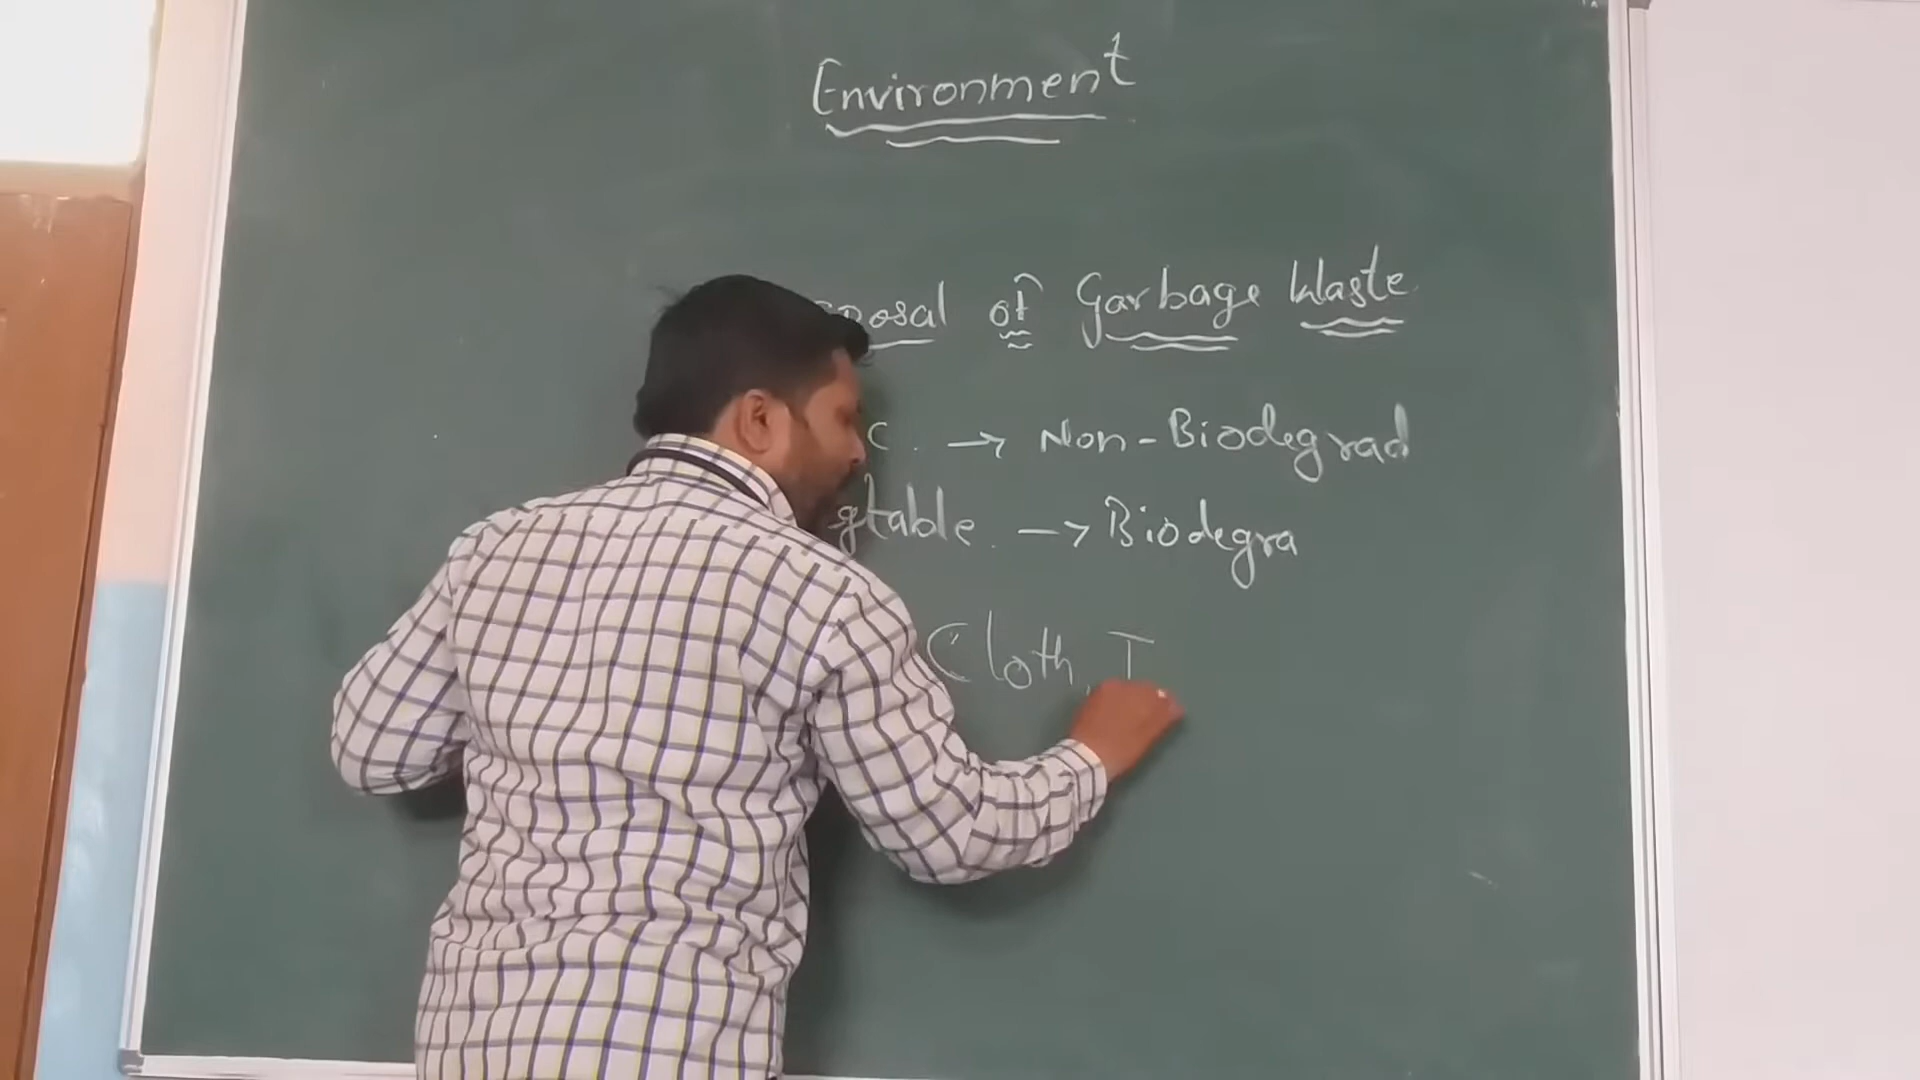 Environment
posal of Garbage Waste
c. → Non-Biodegrad
gtable. → Biodegra
Cloth, T